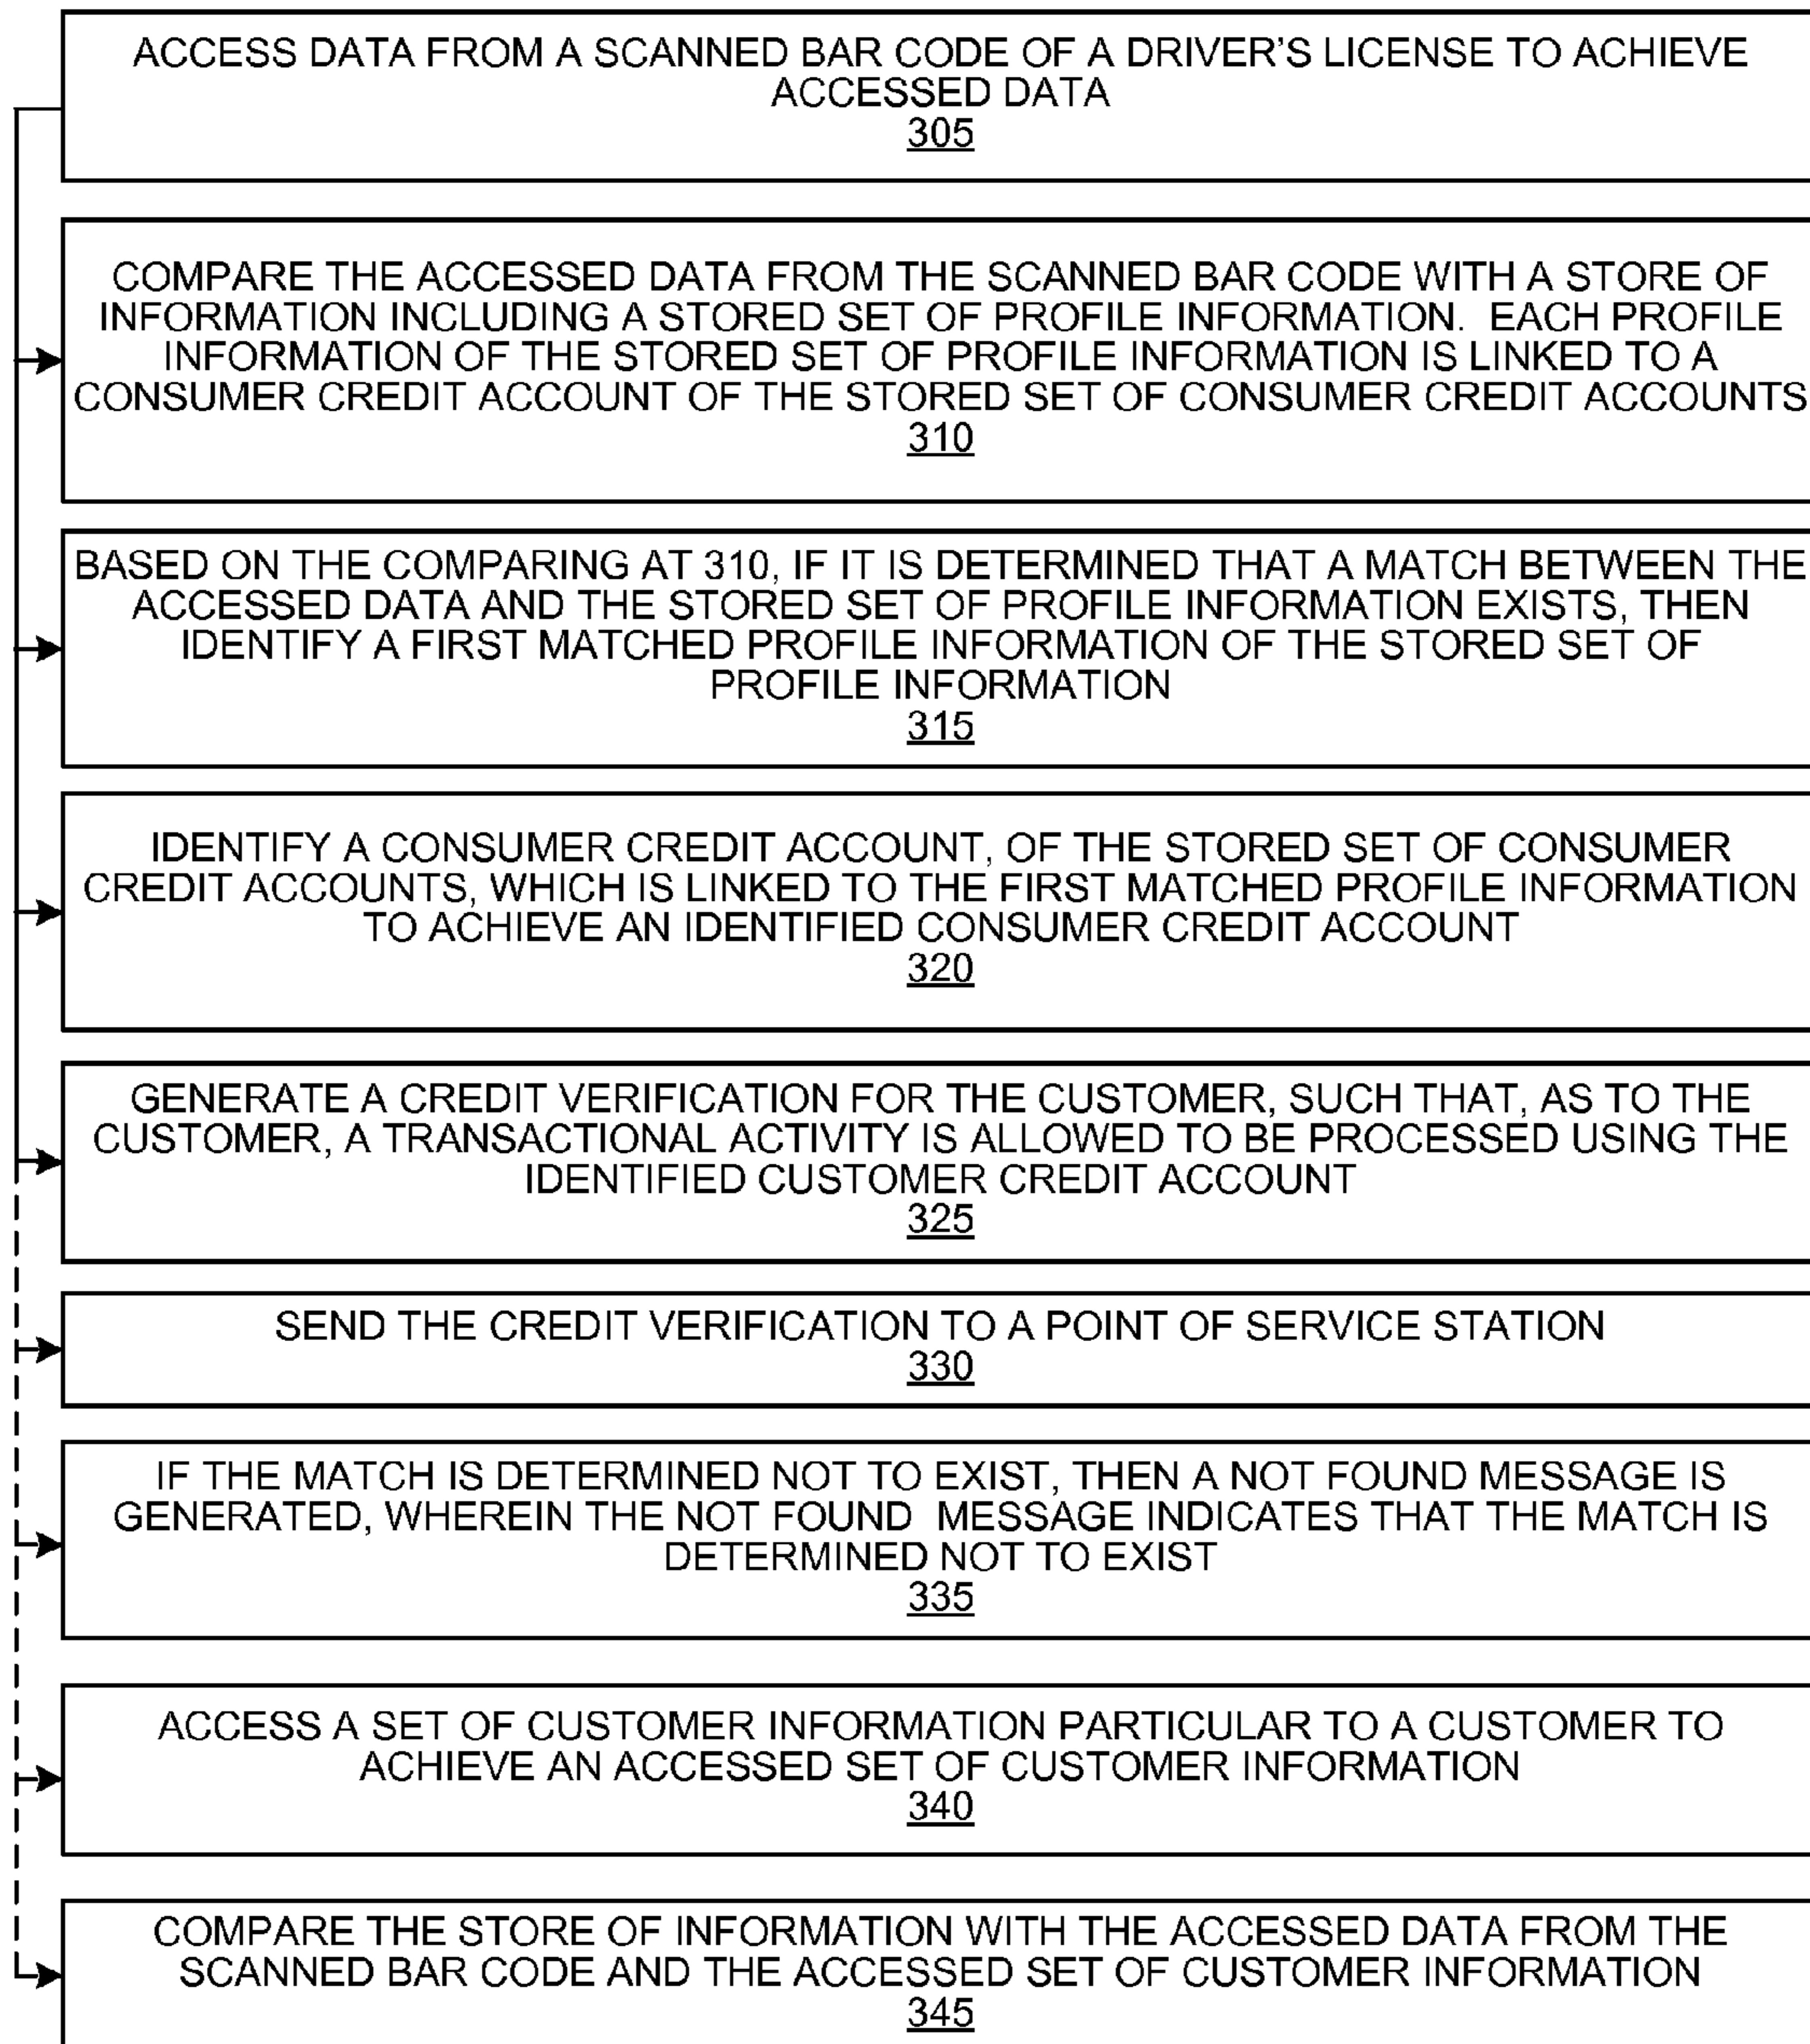 ACCESS DATA FROM A SCANNED BAR CODE OF A DRIVER'S LICENSE TO ACHIEVE
ACCESSED DATA
305
COMPARE THE ACCESSED DATA FROM THE SCANNED BAR CODE WITH A STORE OF
INFORMATION INCLUDING A STORED SET OF PROFILE INFORMATION.  EACH PROFILE
INFORMATION OF THE STORED SET OF PROFILE INFORMATION IS LINKED TO A
CONSUMER CREDIT ACCOUNT OF THE STORED SET OF CONSUMER CREDIT ACCOUNTS
310
BASED ON THE COMPARING AT 310, IF IT IS DETERMINED THAT A MATCH BETWEEN THE
ACCESSED DATA AND THE STORED SET OF PROFILE INFORMATION EXISTS, THEN
IDENTIFY A FIRST MATCHED PROFILE INFORMATION OF THE STORED SET OF
PROFILE INFORMATION
315
IDENTIFY A CONSUMER CREDIT ACCOUNT, OF THE STORED SET OF CONSUMER
CREDIT ACCOUNTS, WHICH IS LINKED TO THE FIRST MATCHED PROFILE INFORMATION
TO ACHIEVE AN IDENTIFIED CONSUMER CREDIT ACCOUNT
320
GENERATE A CREDIT VERIFICATION FOR THE CUSTOMER, SUCH THAT, AS TO THE
CUSTOMER, A TRANSACTIONAL ACTIVITY IS ALLOWED TO BE PROCESSED USING THE
IDENTIFIED CUSTOMER CREDIT ACCOUNT
325
SEND THE CREDIT VERIFICATION TO A POINT OF SERVICE STATION
330
IF THE MATCH IS DETERMINED NOT TO EXIST, THEN A NOT FOUND MESSAGE IS
GENERATED, WHEREIN THE NOT FOUND  MESSAGE INDICATES THAT THE MATCH IS
DETERMINED NOT TO EXIST
335
ACCESS A SET OF CUSTOMER INFORMATION PARTICULAR TO A CUSTOMER TO
ACHIEVE AN ACCESSED SET OF CUSTOMER INFORMATION
340
COMPARE THE STORE OF INFORMATION WITH THE ACCESSED DATA FROM THE
SCANNED BAR CODE AND THE ACCESSED SET OF CUSTOMER INFORMATION
345